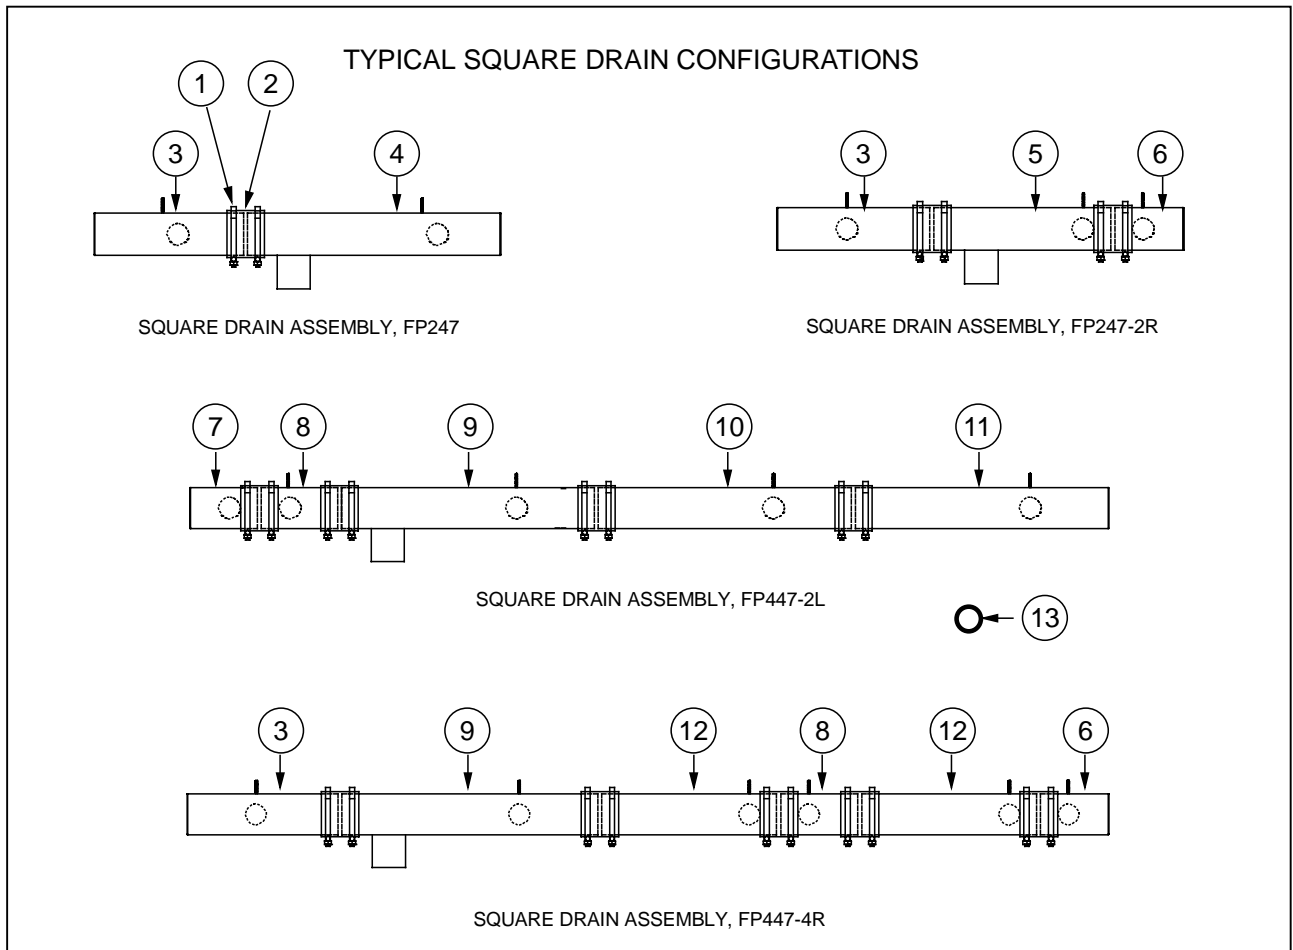 TYPICAL SQUARE DRAIN CONFIGURATIONS
1 2
3 4
3 5 6
SQUARE DRAIN ASSEMBLY, FP247
SQUARE DRAIN ASSEMBLY, FP247-2R
7 8 9 10 11
SQUARE DRAIN ASSEMBLY, FP447-2L
13
3 9 12 8 12 6
SQUARE DRAIN ASSEMBLY, FP447-4R